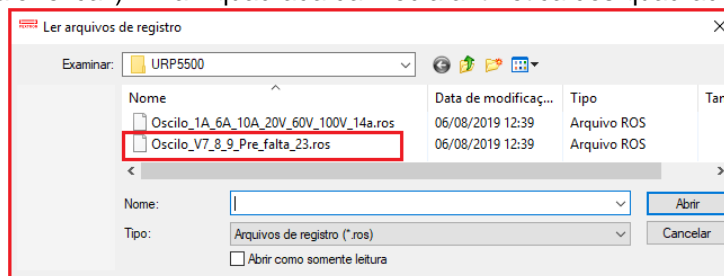 Ler arquivos de registro
Examinar: URP5500
Nome Data de modificaç... Tipo Tar
Oscilo_1A_6A_10A_20V_60V_100V_14a.ros 06/08/2019 12:39 Arquivo ROS
Oscilo_V7_8_9_Pre_falta_23.ros 06/08/2019 12:39 Arquivo ROS
Nome: Abrir
Tipo: Arquivos de registro (*.ros) Cancelar
Abrir como somente leitura